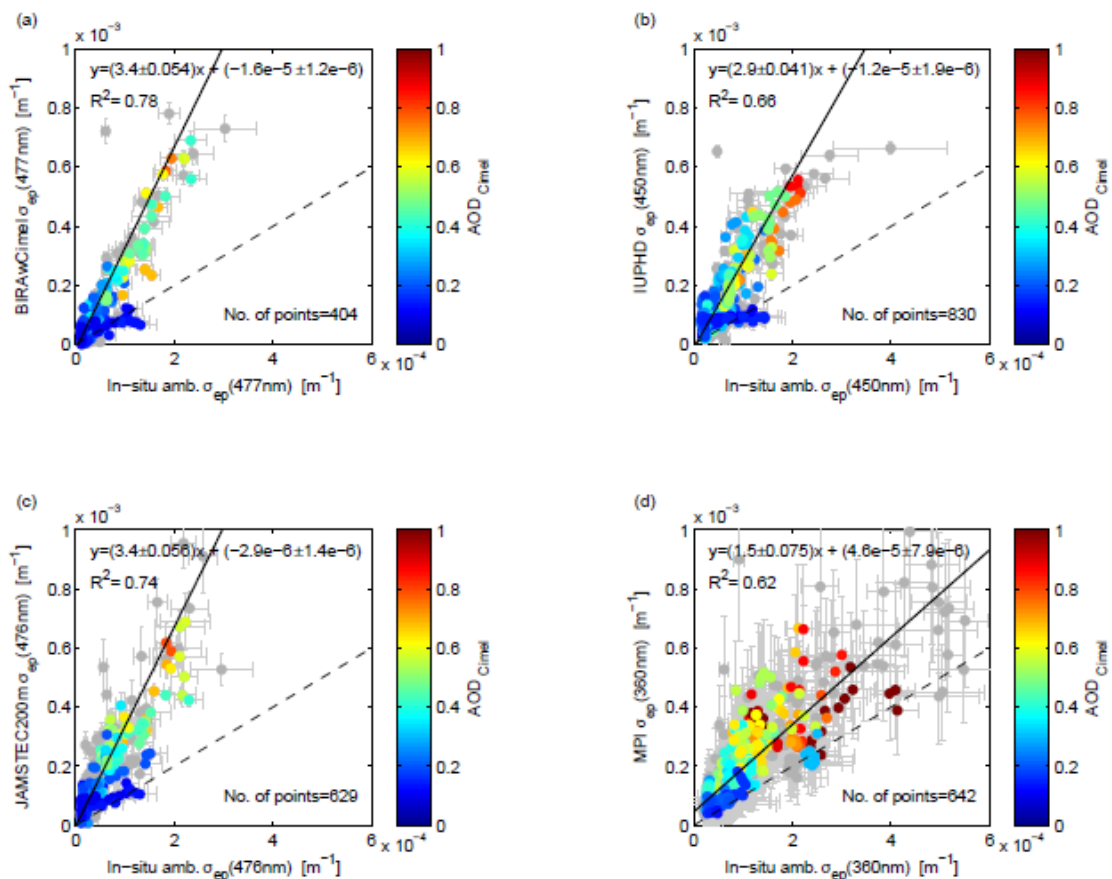 (a)
x 10⁻³
y=(3.4±0.054)x + (−1.6e−5 ±1.2e−6)
R²= 0.78
No. of points=404
1
0.8
0.6
0.4
0.2
0
0 2 4 6
x 10⁻⁴
BIRAwCimel σep(477nm) [m⁻¹]
In−situ amb. σep(477nm) [m⁻¹]
1
0.8
0.6
0.4
0.2
0
AOD Cimel
(b)
x 10⁻³
y=(2.9±0.041)x + (−1.2e−5 ±1.9e−6)
R²= 0.66
No. of points=830
1
0.8
0.6
0.4
0.2
0
0 2 4 6
x 10⁻⁴
IUPHD σep(450nm) [m⁻¹]
In−situ amb. σep(450nm) [m⁻¹]
1
0.8
0.6
0.4
0.2
0
AOD Cimel
(c)
x 10⁻³
y=(3.4±0.056)x + (−2.9e−6 ±1.4e−6)
R²= 0.74
No. of points=629
1
0.8
0.6
0.4
0.2
0
0 2 4 6
x 10⁻⁴
JAMSTEC200m σep(476nm) [m⁻¹]
In−situ amb. σep(476nm) [m⁻¹]
1
0.8
0.6
0.4
0.2
0
AOD Cimel
(d)
x 10⁻³
y=(1.5±0.075)x + (4.6e−5±7.9e−6)
R²= 0.62
No. of points=642
1
0.8
0.6
0.4
0.2
0
0 2 4 6
x 10⁻⁴
MPI σep(360nm) [m⁻¹]
In−situ amb. σep(360nm) [m⁻¹]
1
0.8
0.6
0.4
0.2
0
AOD Cimel